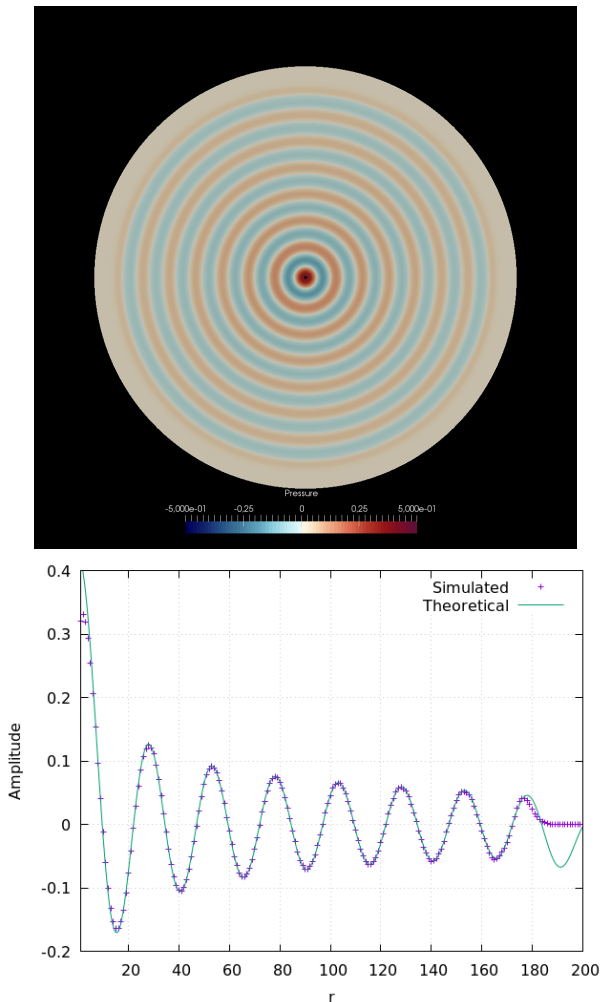 Pressure
-5,000e-01 -0,25 0 0,25 5,000e-01
0.4
Simulated
Theoretical
0.3
0.2
0.1
0
-0.1
-0.2
Amplitude
20 40 60 80 100 120 140 160 180 200
r